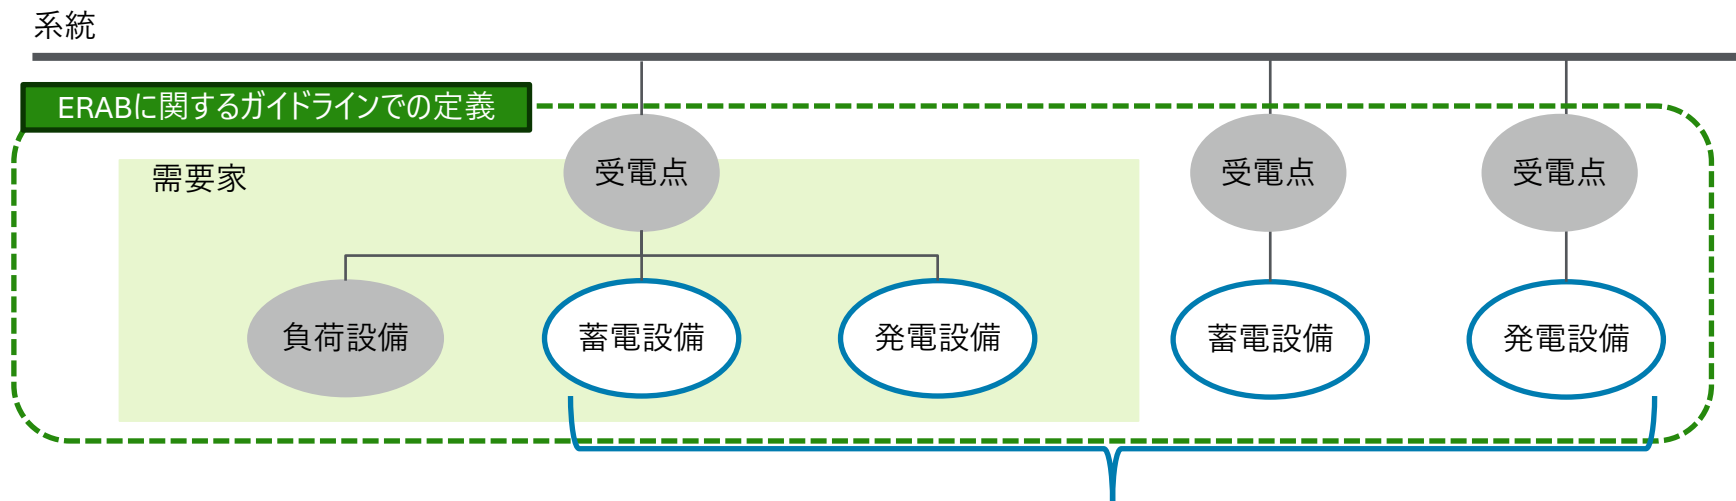 系統
ERABに関するガイドラインでの定義
需要家
受電点
受電点
受電点
負荷設備
蓄電設備
発電設備
蓄電設備
発電設備